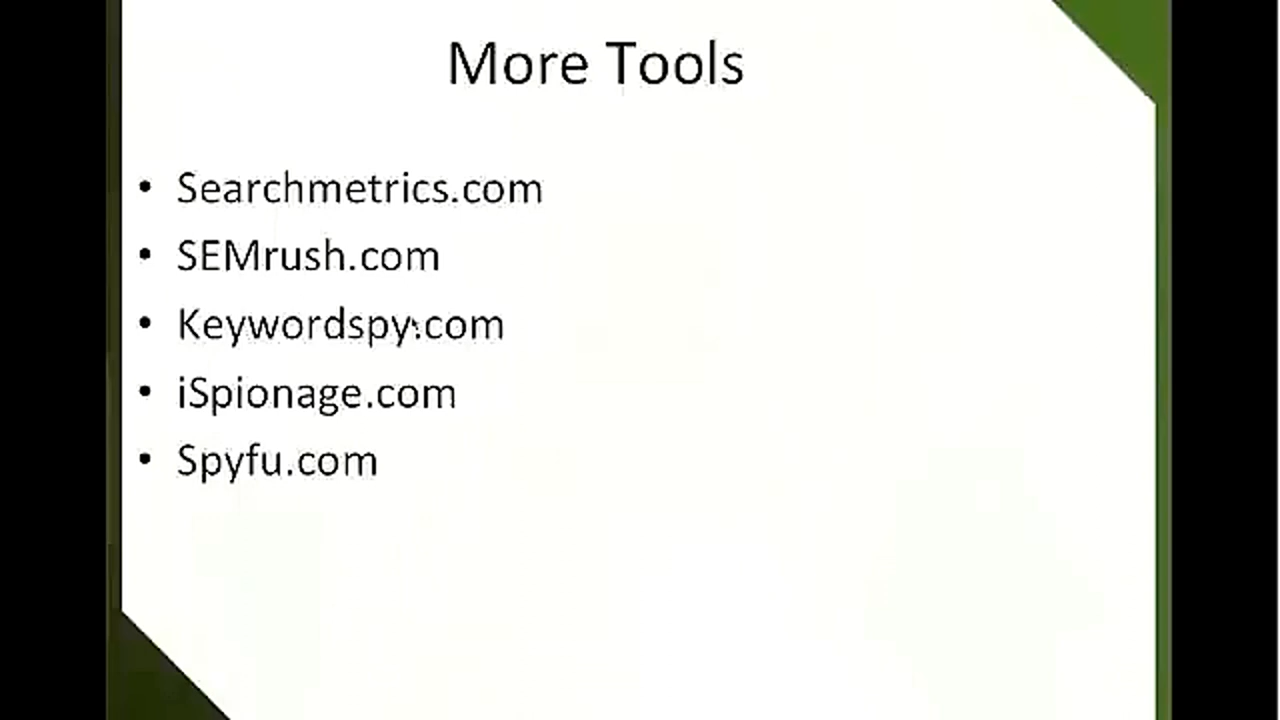 More Tools
• Searchmetrics.com
• SEMrush.com
• Keywordspy.com
• iSpionage.com
• Spyfu.com